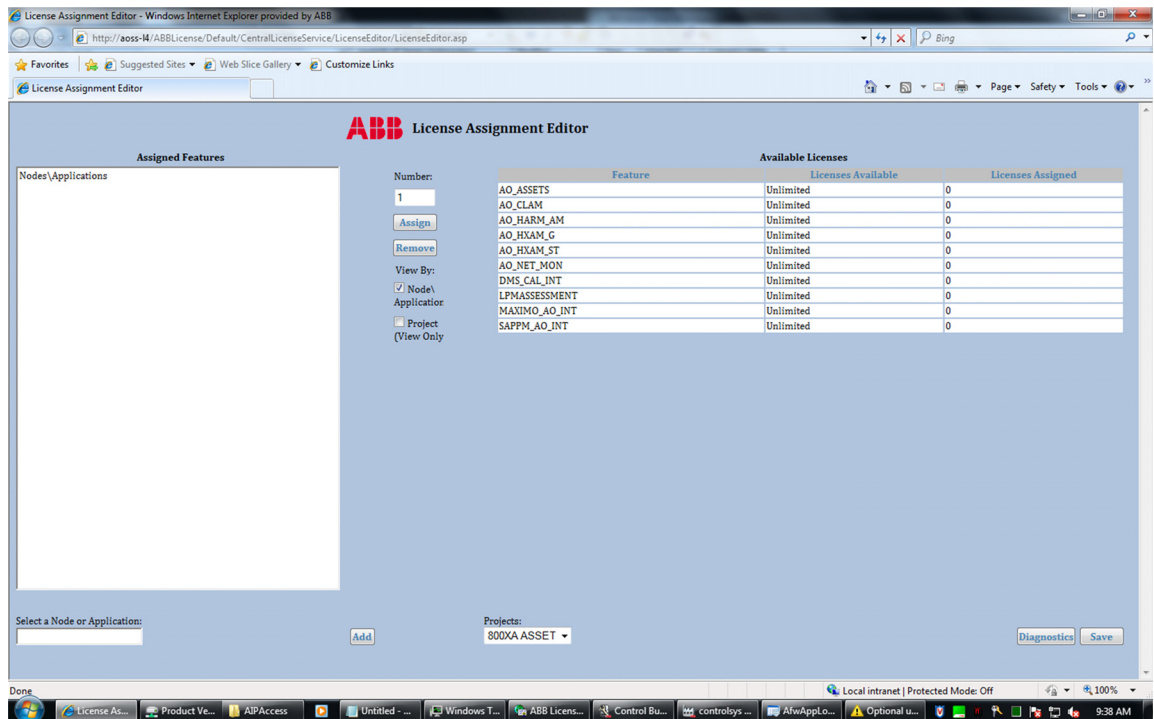 License Assignment Editor - Windows Internet Explorer provided by ABB
http://aoss-l4/ABBLicense/Default/CentralLicenseService/LicenseEditor/LicenseEditor.asp
Bing
Favorites Suggested Sites Web Slice Gallery Customize Links
License Assignment Editor
Page Safety Tools
ABB License Assignment Editor
Assigned Features
Available Licenses
Nodes\Applications
Number:
1
Assign
Remove
View By:
Node\
Application
Project
(View Only
Feature Licenses Available Licenses Assigned
AO_ASSETS Unlimited 0
AO_CLAM Unlimited 0
AO_HARM_AM Unlimited 0
AO_HXAM_G Unlimited 0
AO_HXAM_ST Unlimited 0
AO_NET_MON Unlimited 0
DMS_CAL_INT Unlimited 0
LPMASSESSMENT Unlimited 0
MAXIMO_AO_INT Unlimited 0
SAPPM_AO_INT Unlimited 0
Select a Node or Application:
Add
Projects:
800XA ASSET
Diagnostics Save
Done
Local intranet | Protected Mode: Off
100%
License As... Product Ve... AIPAccess Untitled - ... Windows T... ABB Licens... Control Bu... controlsys ... AfwAppLo... Optional u... 9:38 AM